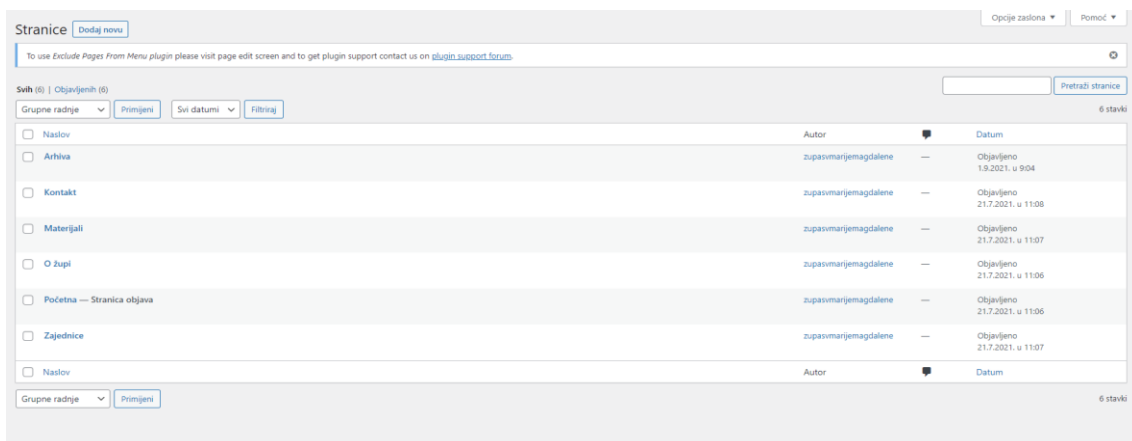 Opcije zaslona Pomoć
Stranice Dodaj novu
To use Exclude Pages From Menu plugin please visit page edit screen and to get plugin support contact us on plugin support forum.
Svih (6) | Objavljenih (6)
Pretraži stranice
Grupne radnje Primijeni Svi datumi Filtriraj 6 stavki
Naslov Autor Datum
Arhiva zupasvmarijemagdalene — Objavljeno
1.9.2021. u 9:04
Kontakt zupasvmarijemagdalene — Objavljeno
21.7.2021. u 11:08
Materijali zupasvmarijemagdalene — Objavljeno
21.7.2021. u 11:07
O župi zupasvmarijemagdalene — Objavljeno
21.7.2021. u 11:06
Početna — Stranica objava zupasvmarijemagdalene — Objavljeno
21.7.2021. u 11:06
Zajednice zupasvmarijemagdalene — Objavljeno
21.7.2021. u 11:07
Naslov Autor Datum
Grupne radnje Primijeni 6 stavki